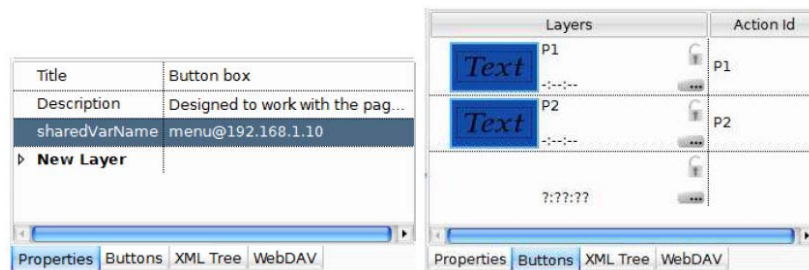 Title Button box
Description Designed to work with the pag...
sharedVarName menu@192.168.1.10
New Layer
Properties Buttons XML Tree WebDAV
Layers Action Id
Text P1 P1
-:--:--
Text P2 P2
-:--:--
?:??:??
Properties Buttons XML Tree WebDAV